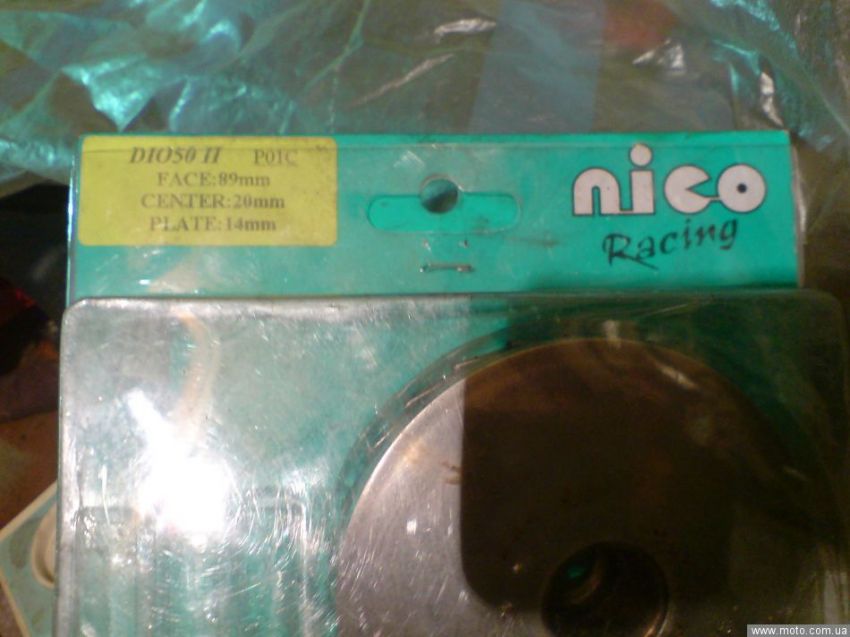 DIO50 II P01C
FACE:89mm
CENTER:20mm
PLATE:14mm
nico
Racing
www.moto.com.ua